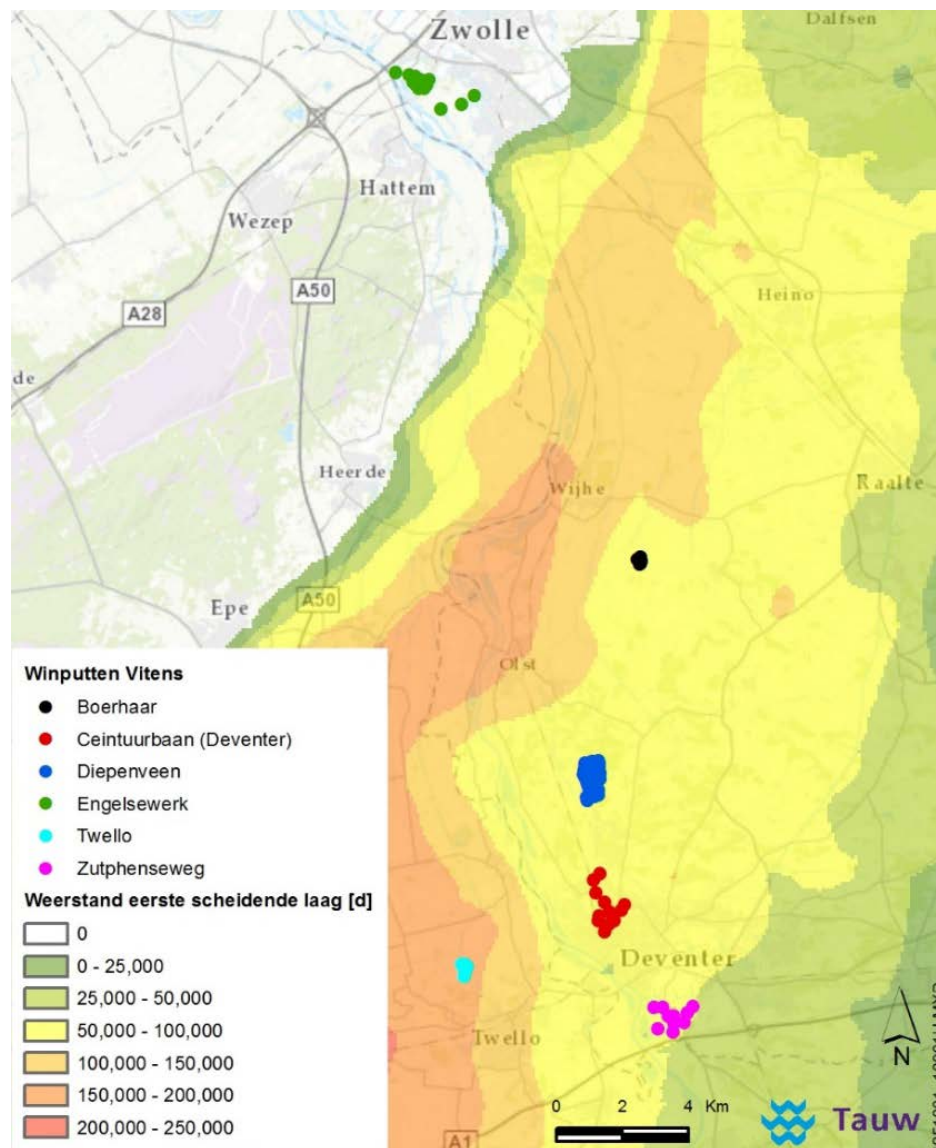 Zwolle
Dalfsen
Hattem
Wezep
A28
A50
Heino
de
Heerde
Wijhe
Raalte
Epe
A50
Olst
Winputten Vitens
Boerhaar
Ceintuurbaan (Deventer)
Diepenveen
Engelsewerk
Twello
Zutphenseweg
Weerstand eerste scheidende laag [d]
0
0 - 25,000
25,000 - 50,000
50,000 - 100,000
100,000 - 150,000
150,000 - 200,000
200,000 - 250,000
Deventer
Twello
A1
N
0 2 4 Km
Tauw